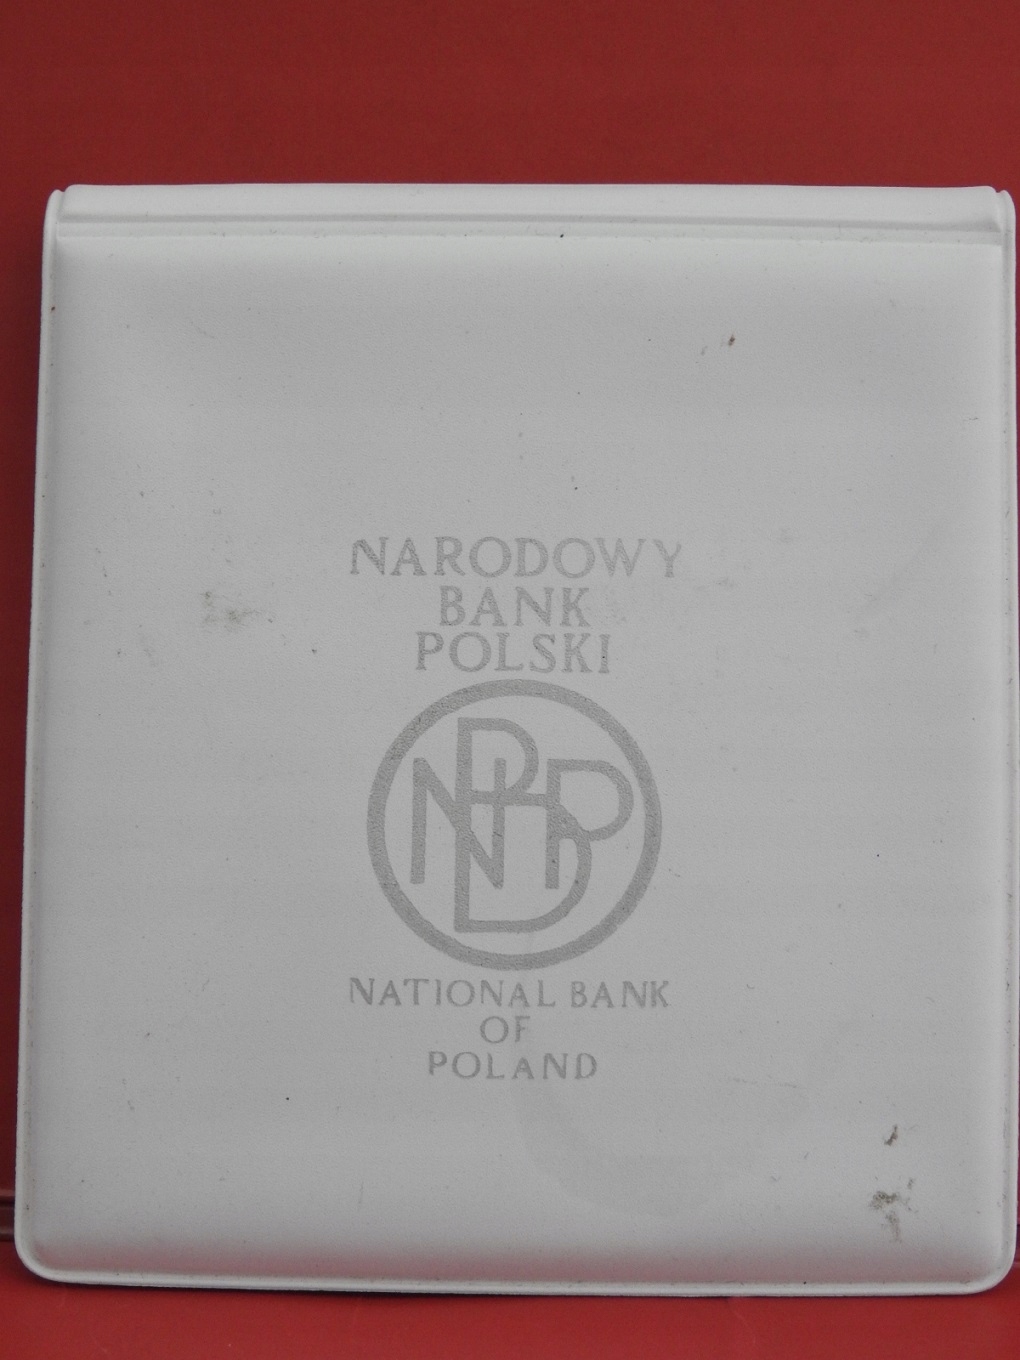 NARODOWY
BANK
POLSKI
NBP
NATIONAL BANK
OF
POLAND